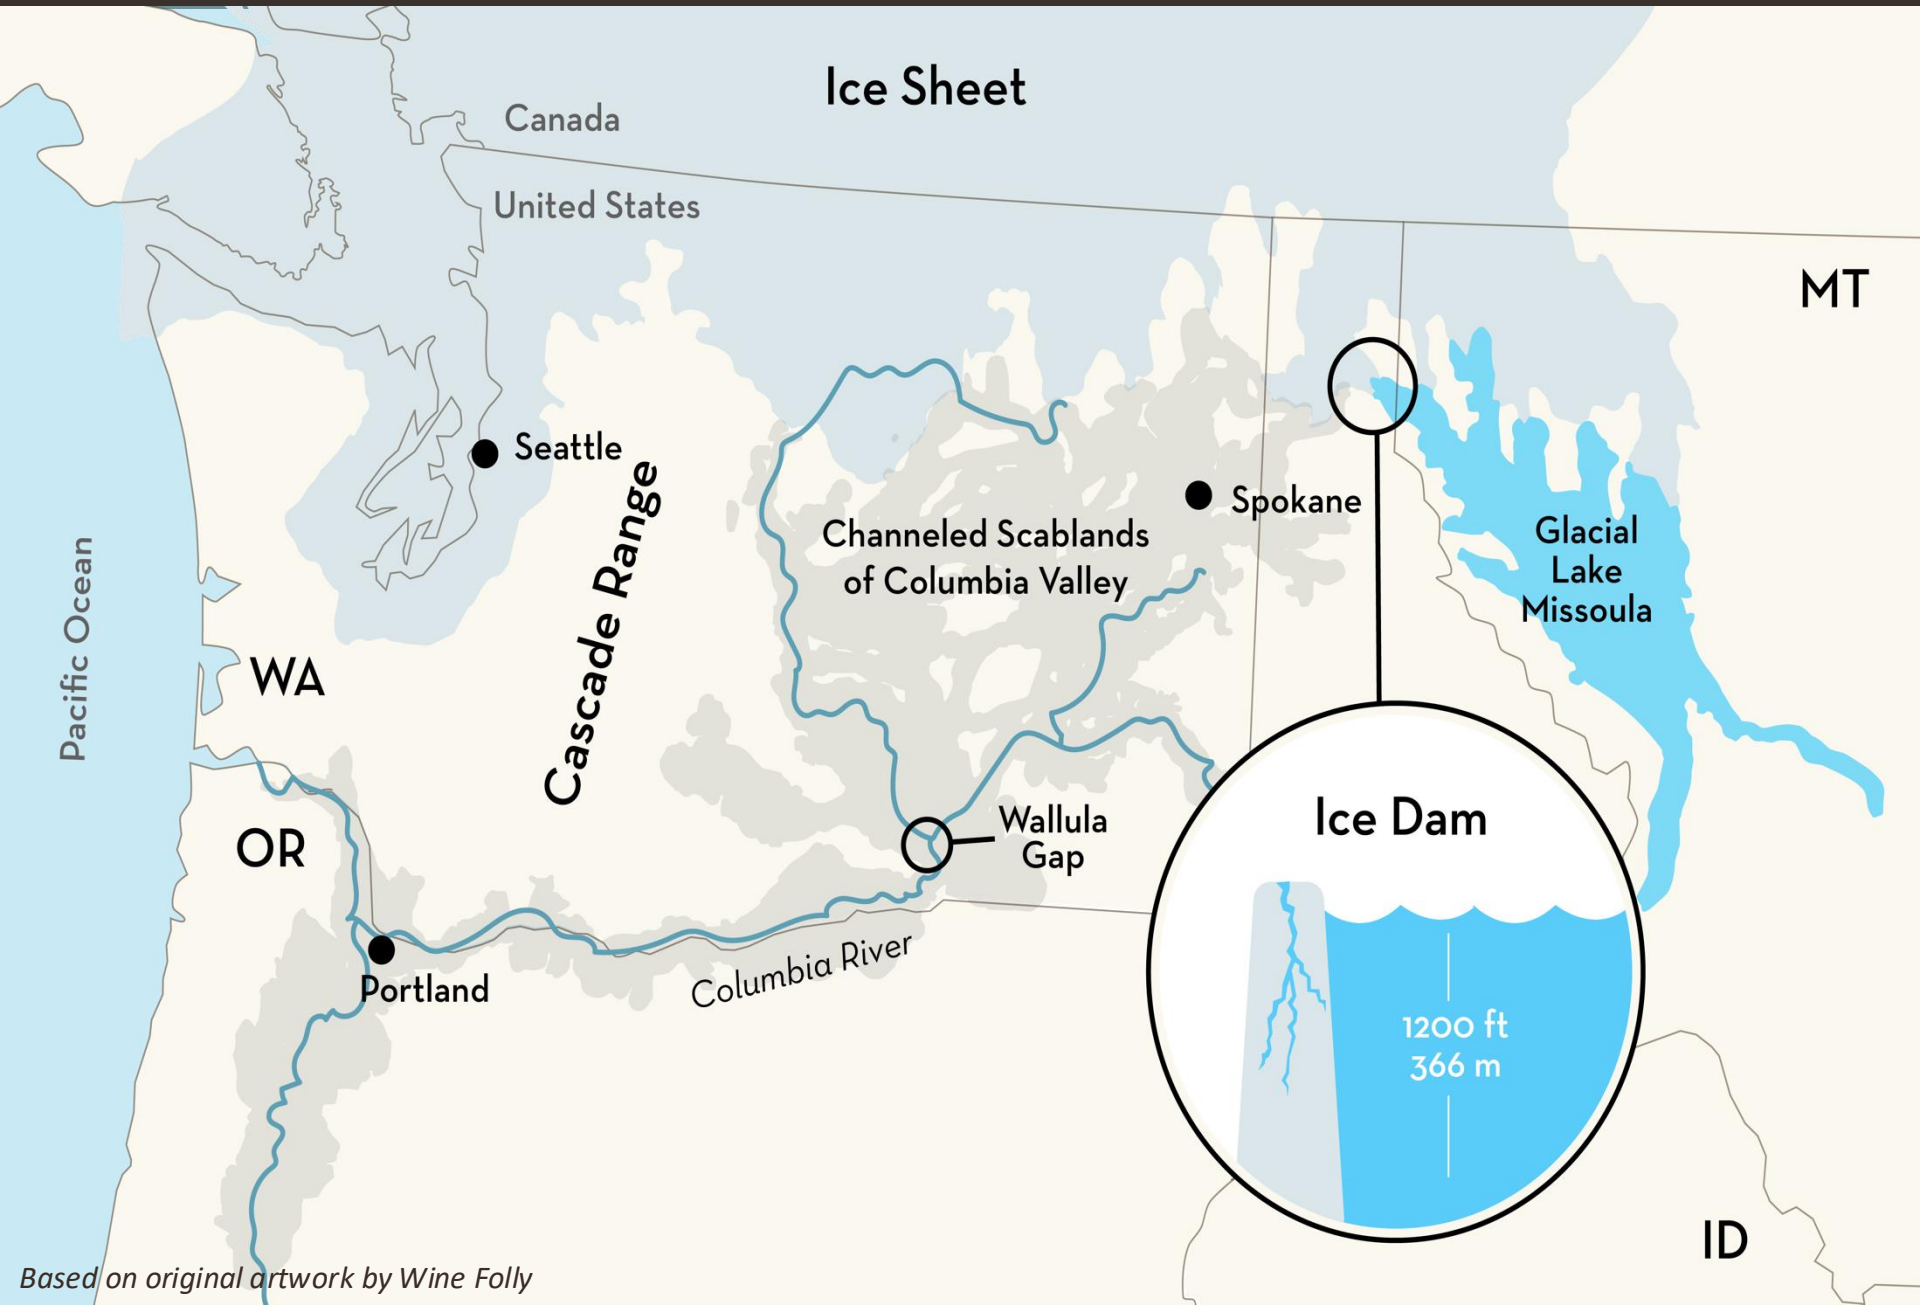 Ice Sheet
Canada
United States
MT
Seattle
Cascade Range
Spokane
Channeled Scablands
of Columbia Valley
Glacial
Lake
Missoula
Pacific Ocean
WA
OR
Wallula
Gap
Ice Dam
Columbia River
Portland
1200 ft
366 m
ID
Based on original artwork by Wine Folly